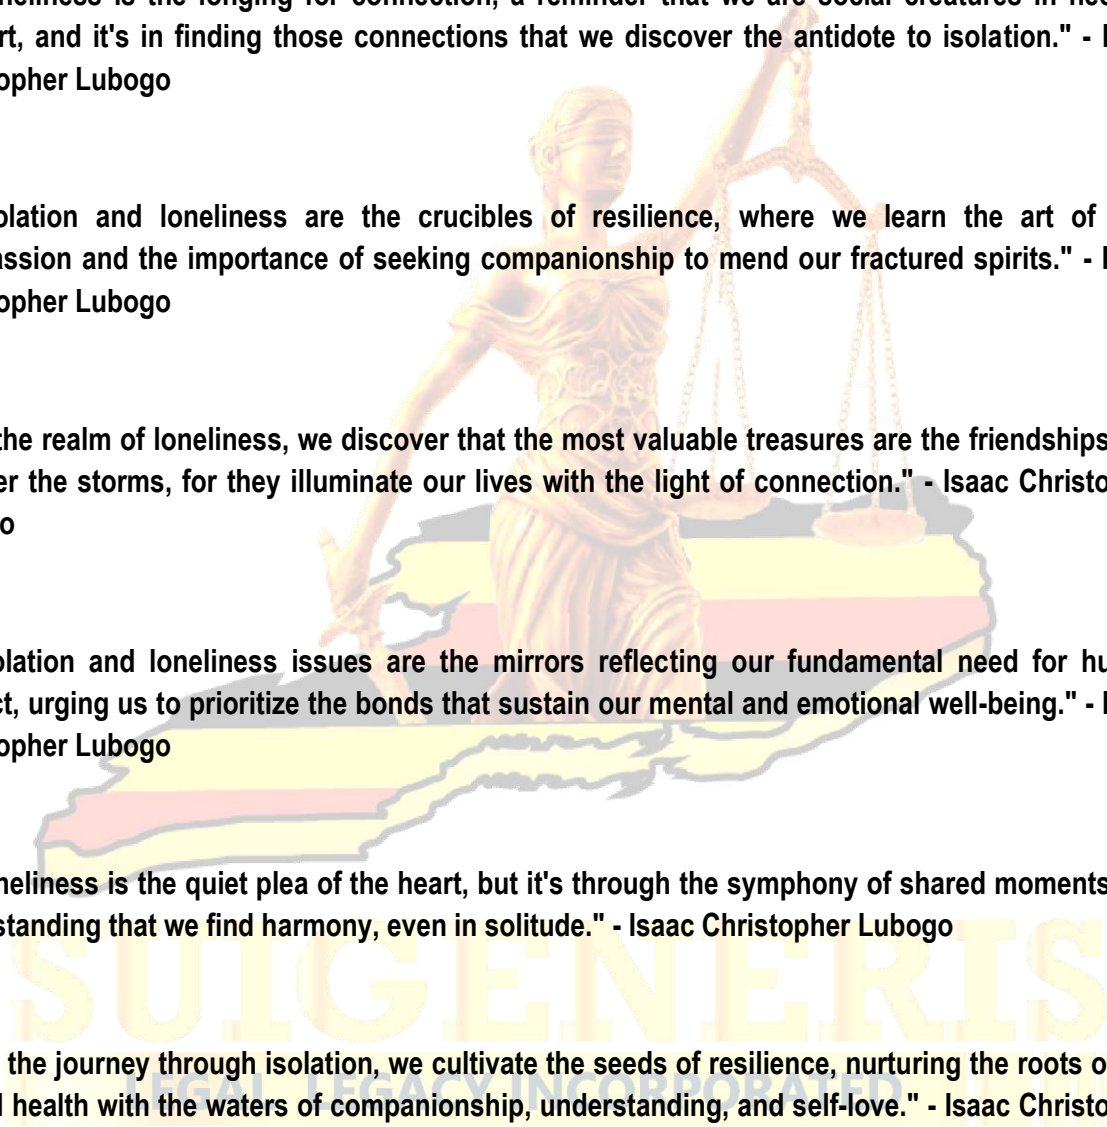 neliness is the longing for connection, a reminder that we are social creatures in nee
rt, and it's in finding those connections that we discover the antidote to isolation." - I
opher Lubogo
olation and loneliness are the crucibles of resilience, where we learn the art of
assion and the importance of seeking companionship to mend our fractured spirits." - I
opher Lubogo
the realm of loneliness, we discover that the most valuable treasures are the friendships
er the storms, for they illuminate our lives with the light of connection." - Isaac Christo
o
olation and loneliness issues are the mirrors reflecting our fundamental need for hu
ct, urging us to prioritize the bonds that sustain our mental and emotional well-being." - I
opher Lubogo
neliness is the quiet plea of the heart, but it's through the symphony of shared moments
standing that we find harmony, even in solitude." - Isaac Christopher Lubogo
SUIGENERIS
the journey through isolation, we cultivate the seeds of resilience, nurturing the roots o
l health with the waters of companionship, understanding, and self-love." - Isaac Christo
LEGAL LEGACY INCORPORATED